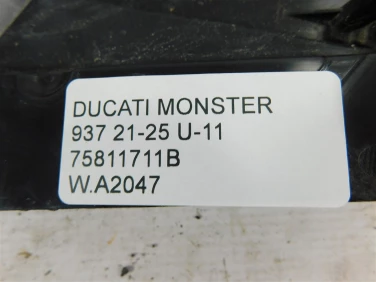 DUCATI MONSTER
937 21-25 U-11
75811711B
W.A2047